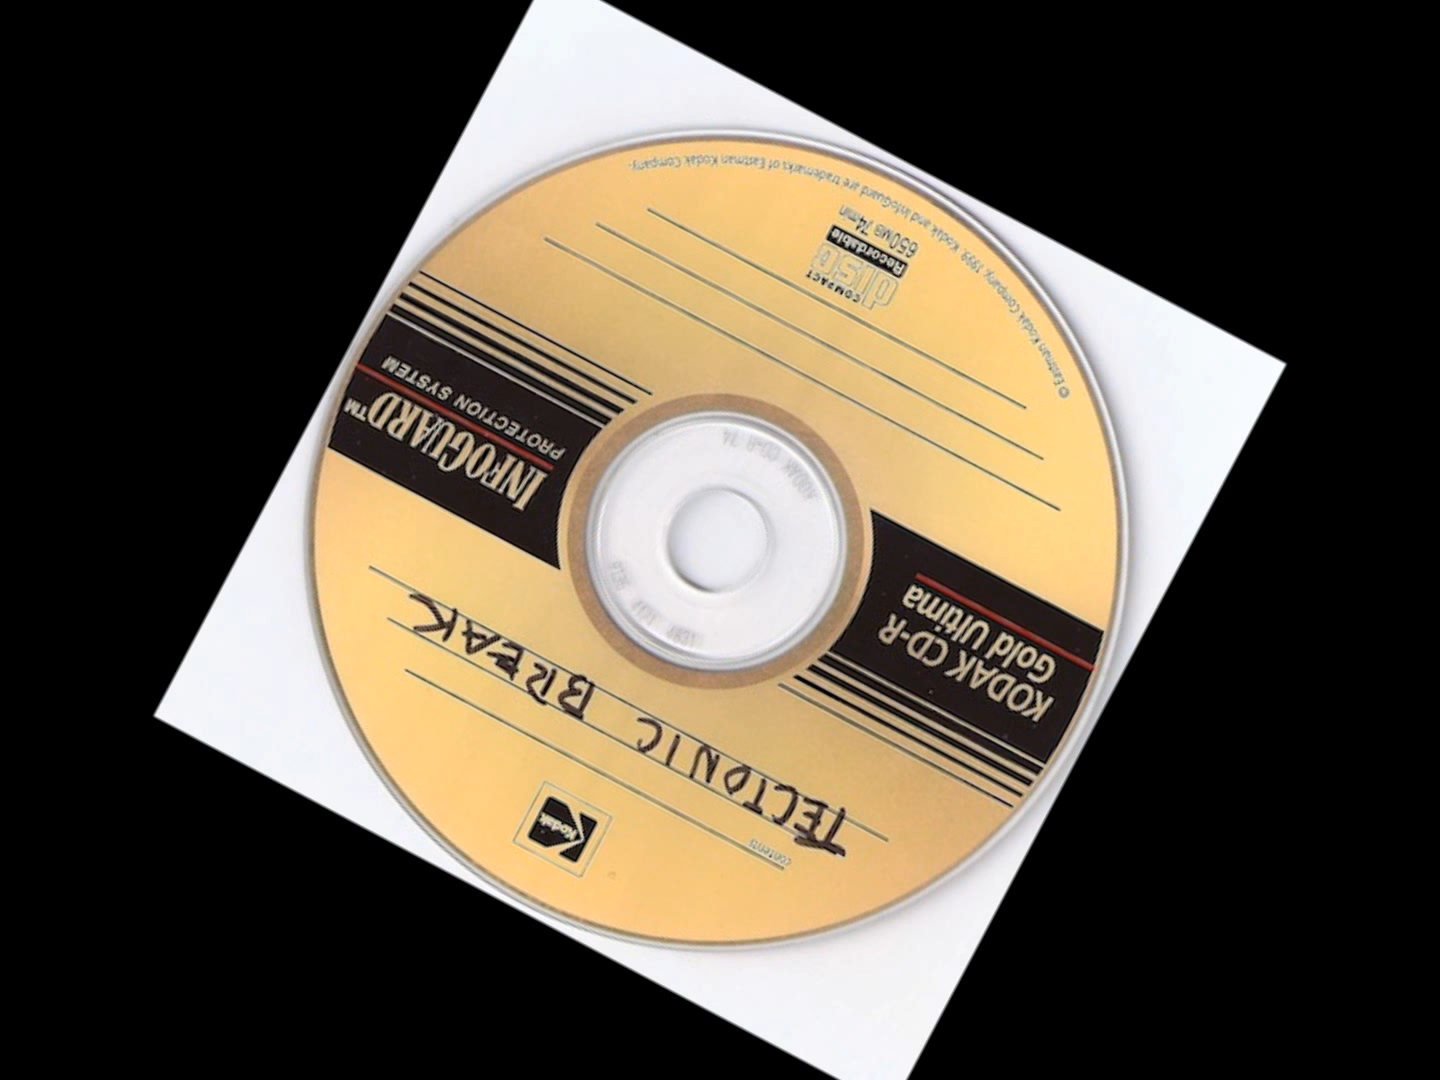 Kodak
contents
TECTONIC BREAK
KODAK CD-R
Gold Ultima
INFOGUARD™
PROTECTION SYSTEM
KODAK CD-R 74
COMPACT
disc
Recordable
650MB 74min
© Eastman Kodak Company, 1999. Kodak and InfoGuard are trademarks of Eastman Kodak Company.